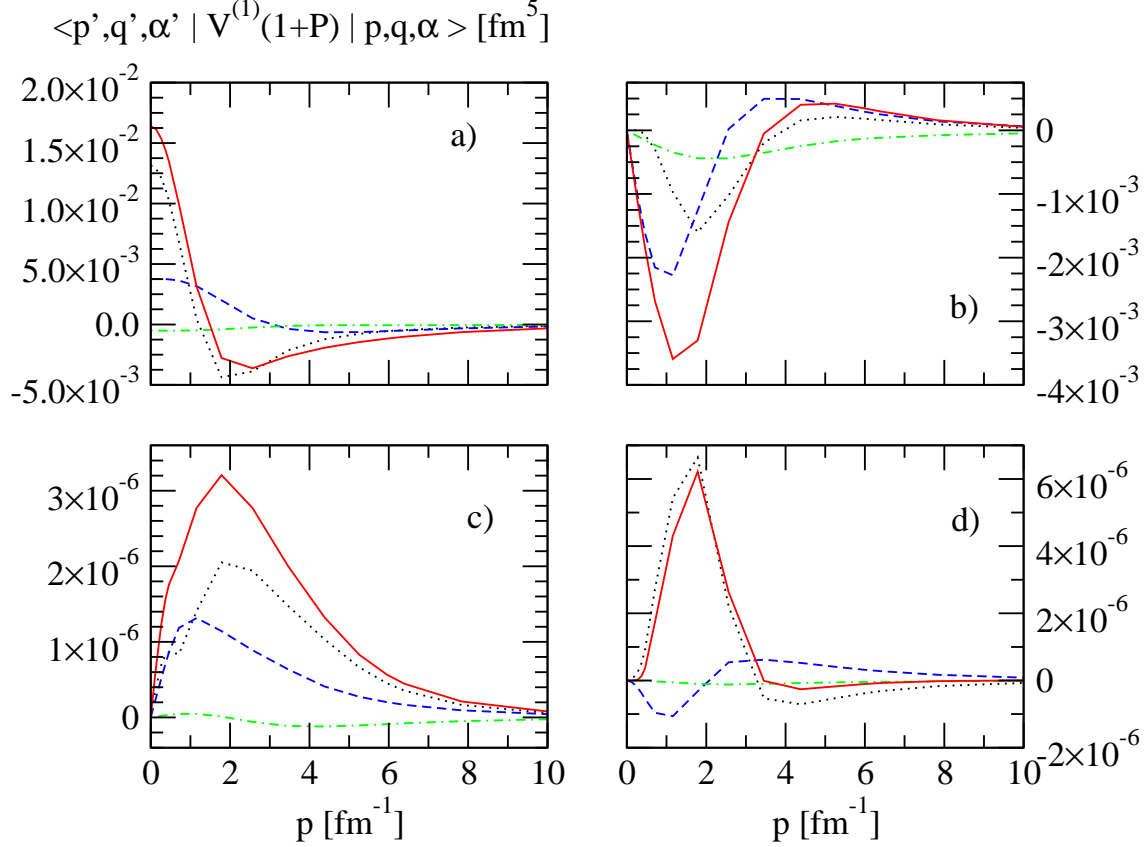 <p’,q’,α’ | V⁽¹⁾(1+P) | p,q,α > [fm⁵]
2.0×10⁻²
1.5×10⁻²
1.0×10⁻²
5.0×10⁻³
0.0
-5.0×10⁻³
a)
0
-1×10⁻³
-2×10⁻³
-3×10⁻³
-4×10⁻³
b)
3×10⁻⁶
2×10⁻⁶
1×10⁻⁶
0
c)
6×10⁻⁶
4×10⁻⁶
2×10⁻⁶
0
-2×10⁻⁶
d)
0 2 4 6 8 10
0 2 4 6 8 10
p [fm⁻¹]
p [fm⁻¹]